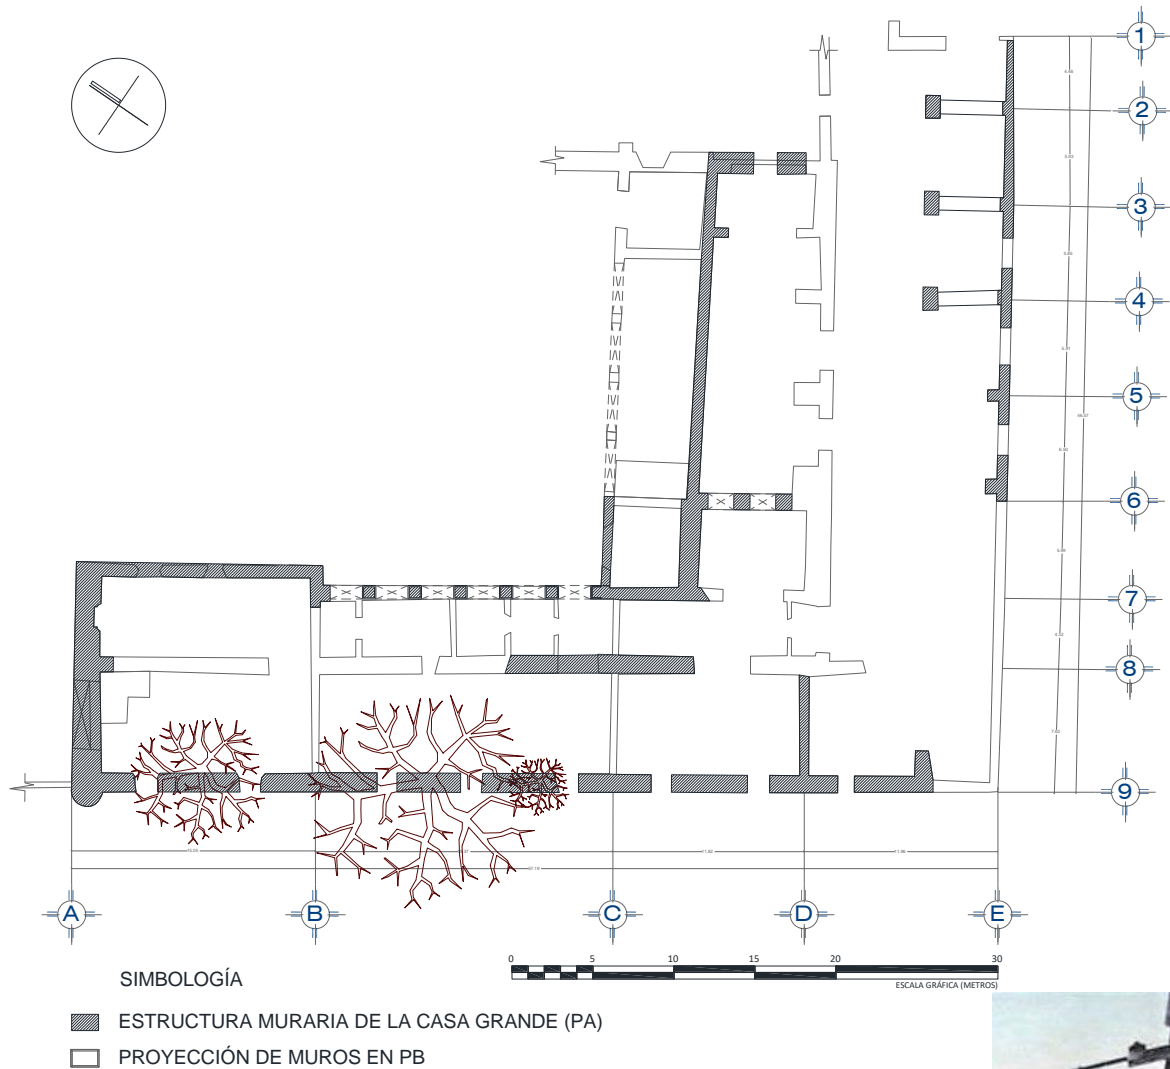 1
2
3
4
5
6
7
8
9
A
B
C
D
E
0 5 10 15 20 30
ESCALA GRÁFICA (METROS)
SIMBOLOGÍA
ESTRUCTURA MURARIA DE LA CASA GRANDE (PA)
PROYECCIÓN DE MUROS EN PB